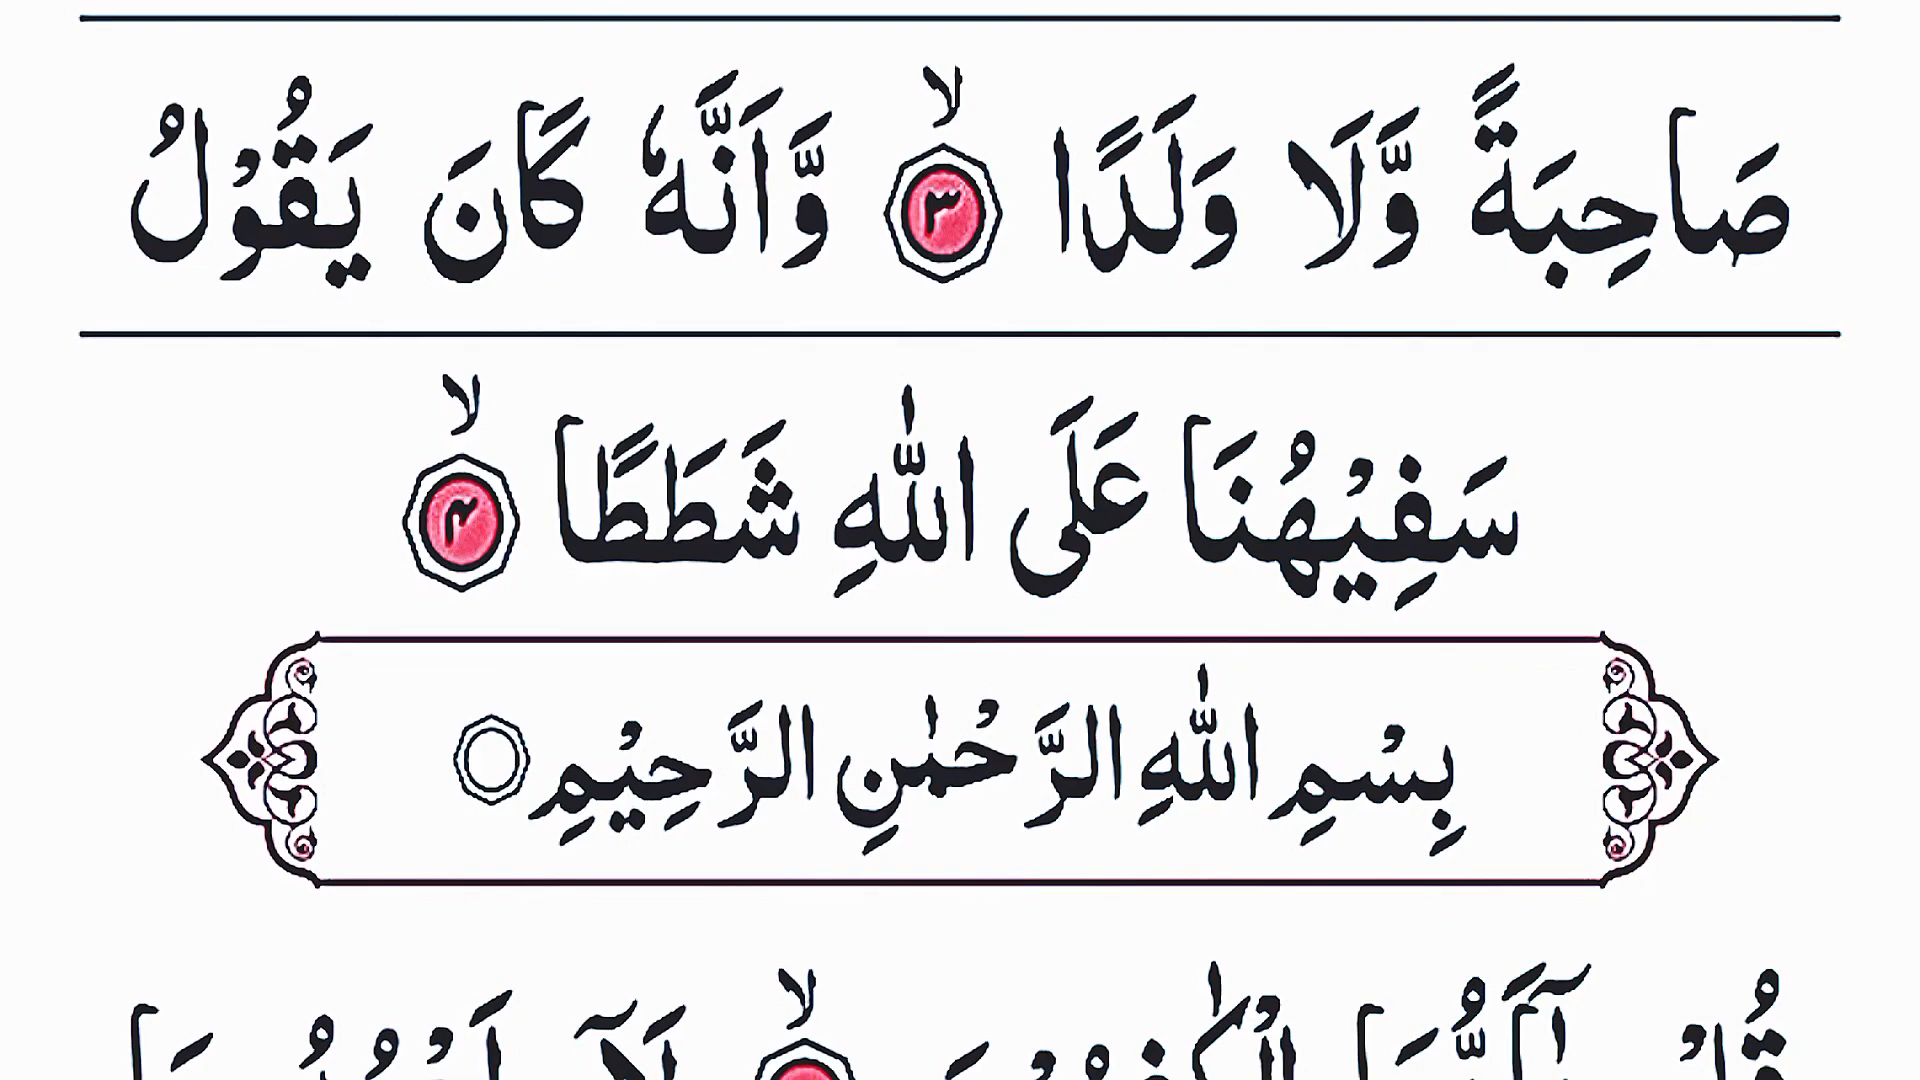 صَاحِبَةً وَّلَا وَلَدًا ۙ ﴿۳﴾ وَّاَنَّهٗ كَانَ يَقُوْلُ
سَفِيْهُنَا عَلَى اللّٰهِ شَطَطًا ۙ ﴿۴﴾
بِسْمِ اللّٰهِ الرَّحْمٰنِ الرَّحِيْمِ